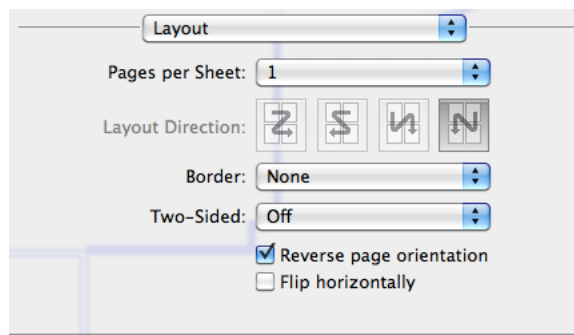 Layout
Pages per Sheet: 1
Layout Direction:
Border: None
Two-Sided: Off
Reverse page orientation
Flip horizontally